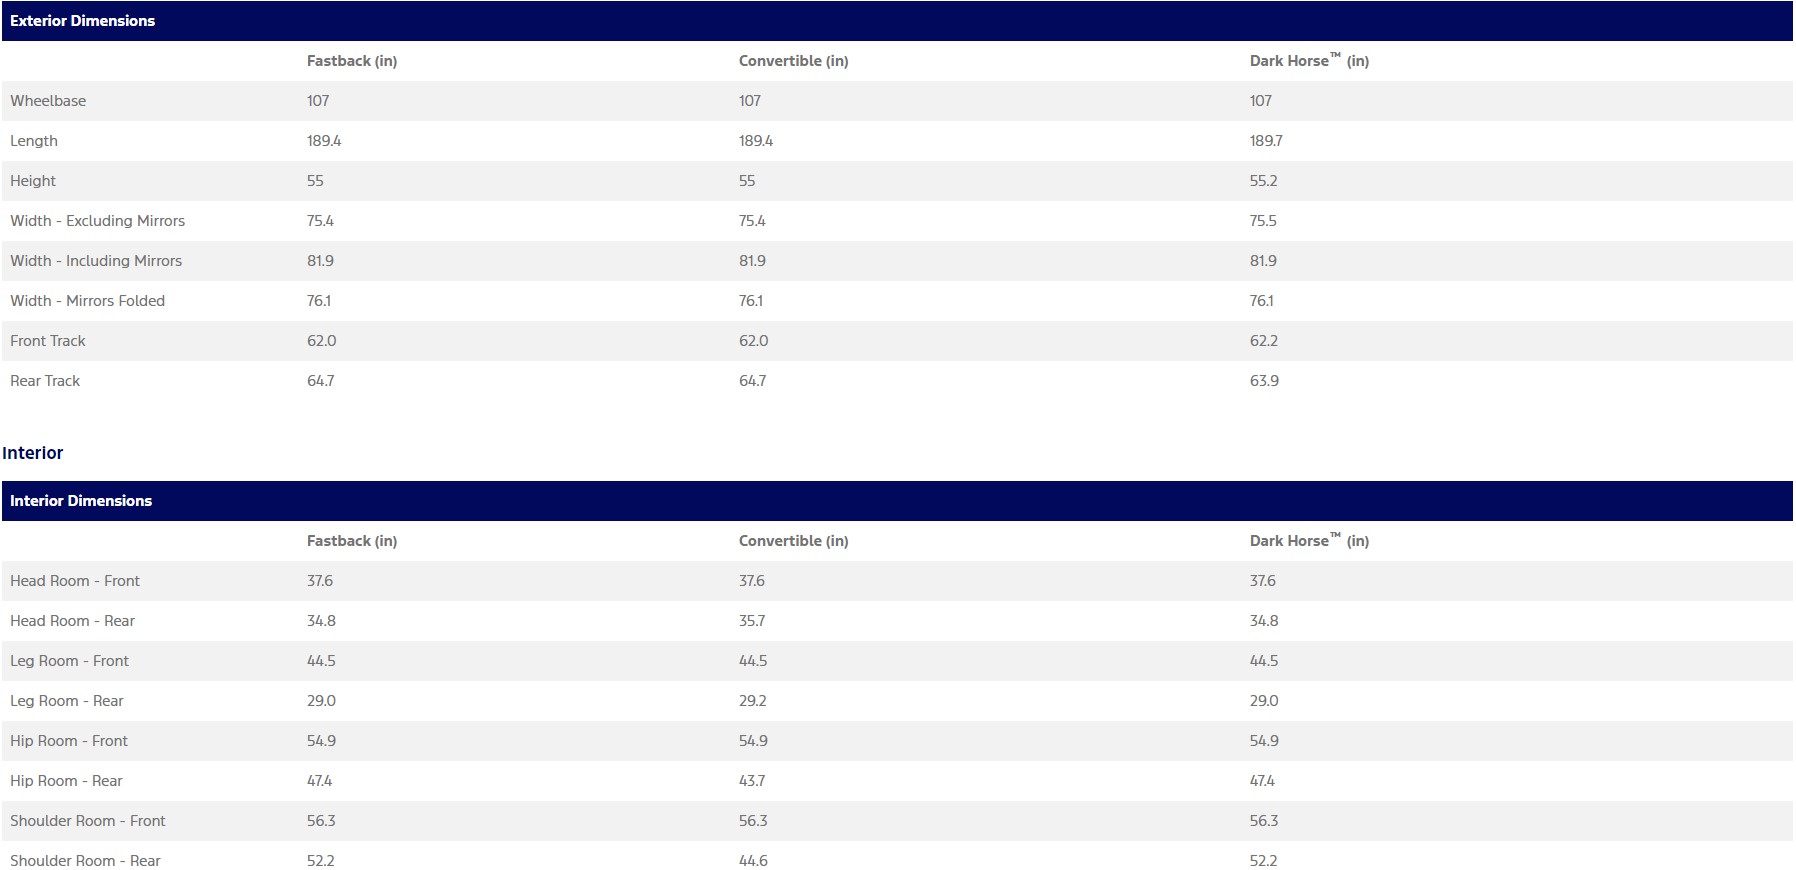 Exterior Dimensions
Fastback (in) Convertible (in) Dark Horse™ (in)
Wheelbase 107 107 107
Length 189.4 189.4 189.7
Height 55 55 55.2
Width - Excluding Mirrors 75.4 75.4 75.5
Width - Including Mirrors 81.9 81.9 81.9
Width - Mirrors Folded 76.1 76.1 76.1
Front Track 62.0 62.0 62.2
Rear Track 64.7 64.7 63.9
Interior
Interior Dimensions
Fastback (in) Convertible (in) Dark Horse™ (in)
Head Room - Front 37.6 37.6 37.6
Head Room - Rear 34.8 35.7 34.8
Leg Room - Front 44.5 44.5 44.5
Leg Room - Rear 29.0 29.2 29.0
Hip Room - Front 54.9 54.9 54.9
Hip Room - Rear 47.4 43.7 47.4
Shoulder Room - Front 56.3 56.3 56.3
Shoulder Room - Rear 52.2 44.6 52.2